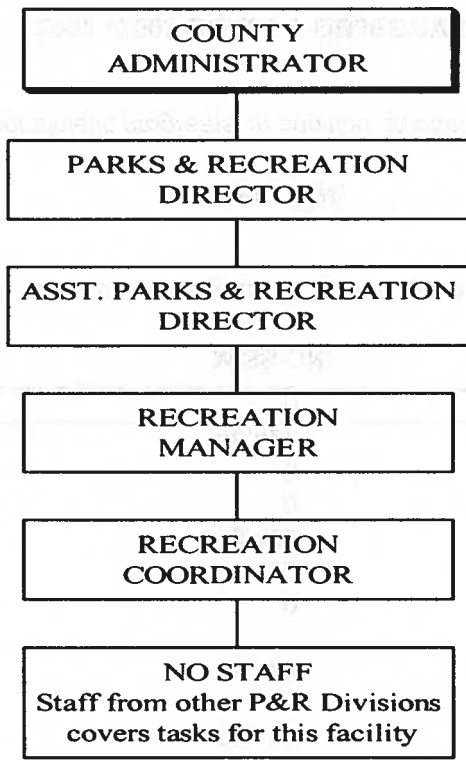 COUNTY
ADMINISTRATOR
PARKS & RECREATION
DIRECTOR
ASST. PARKS & RECREATION
DIRECTOR
RECREATION
MANAGER
RECREATION
COORDINATOR
NO STAFF
Staff from other P&R Divisions
covers tasks for this facility